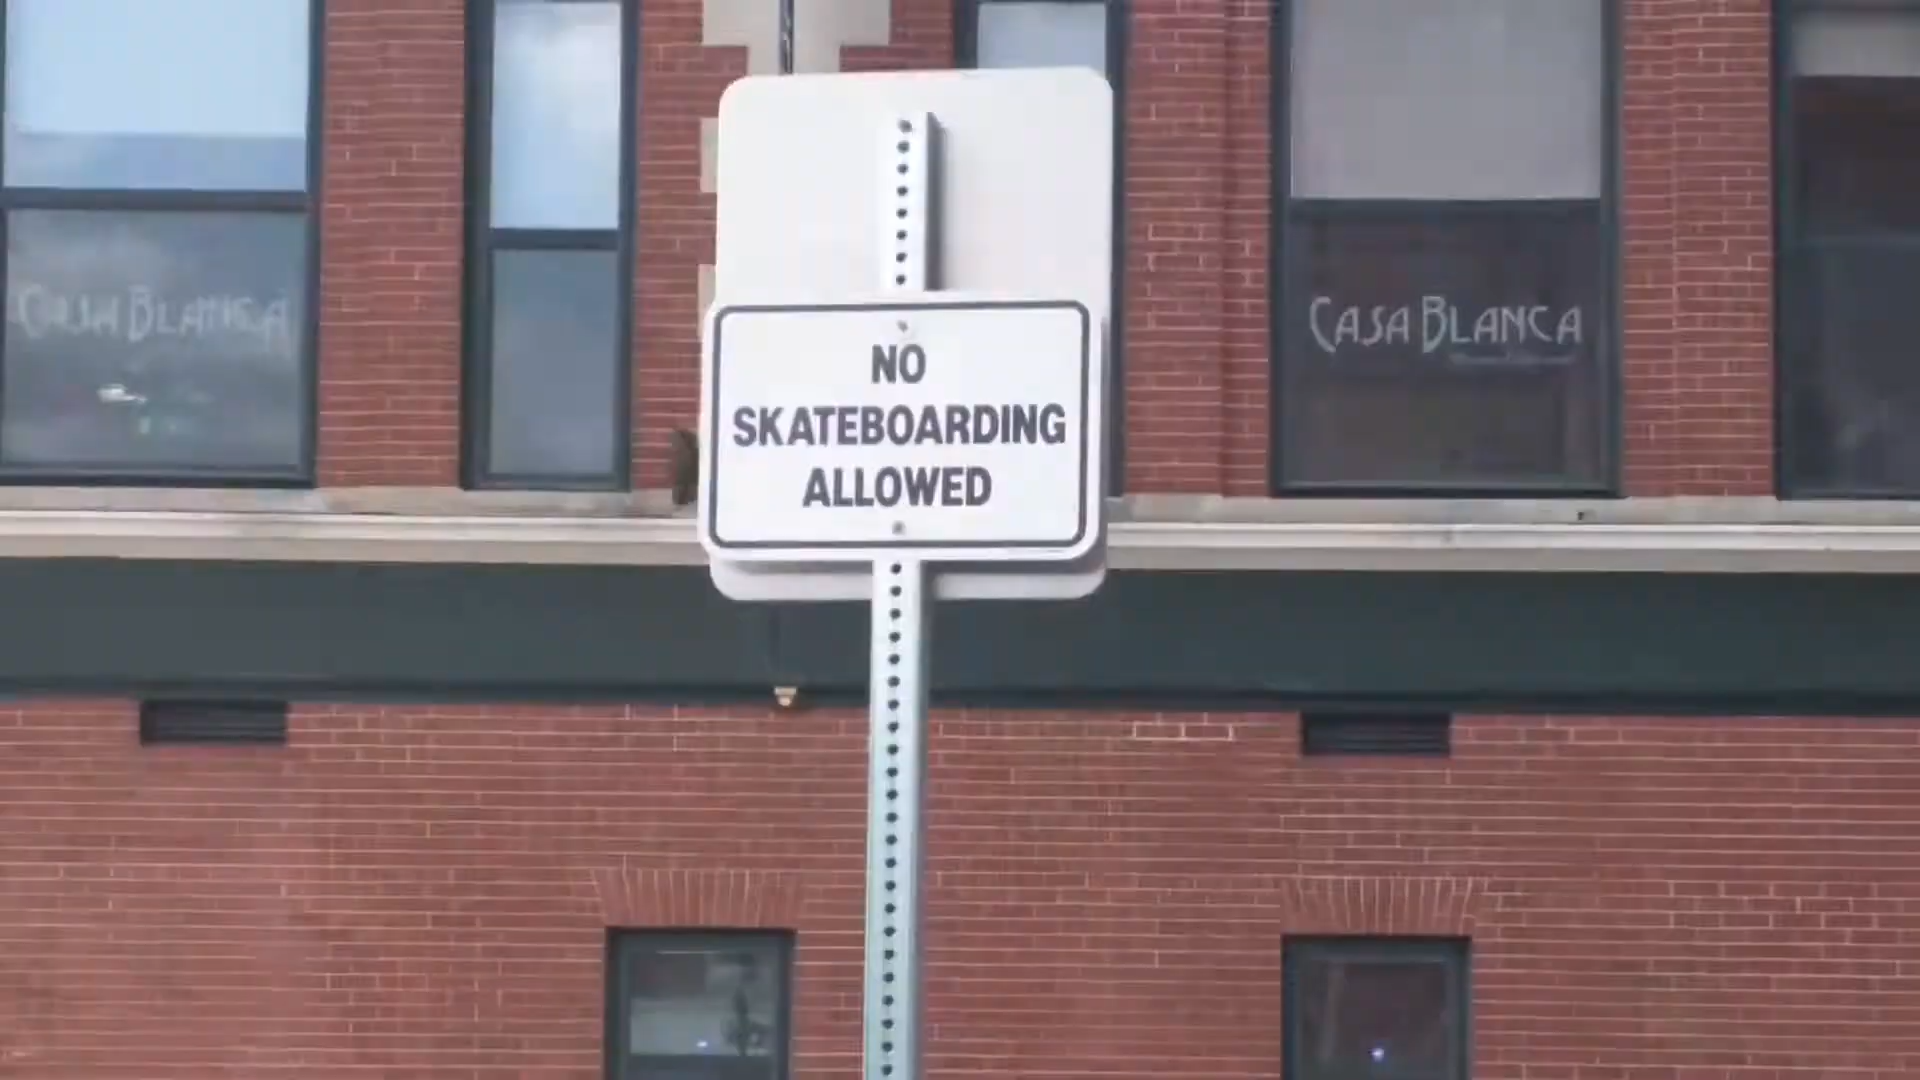 CASA BLANCA
CASA BLANCA
NO
SKATEBOARDING
ALLOWED